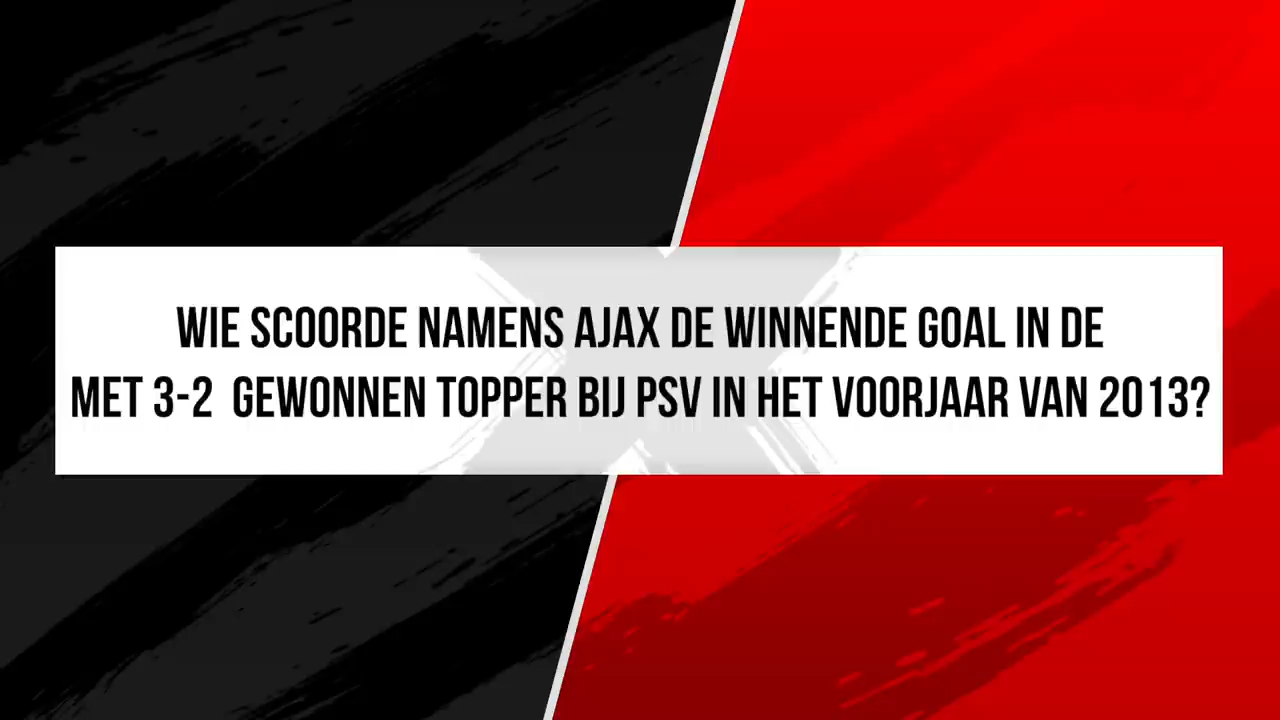 WIE SCOORDE NAMENS AJAX DE WINNENDE GOAL IN DE
MET 3-2 GEWONNEN TOPPER BIJ PSV IN HET VOORJAAR VAN 2013?